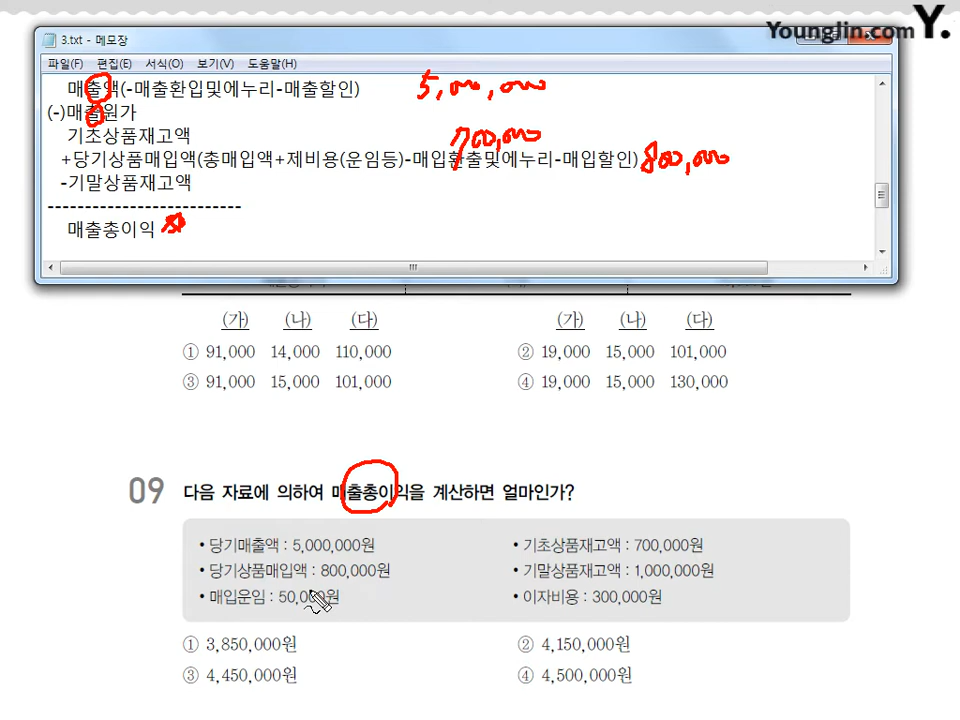 Younglin.com Y.
3.txt - 메모장
파일(F) 편집(E) 서식(O) 보기(V) 도움말(H)
매출액(-매출환입및에누리-매출할인) 5,000,000
(-)매출원가
기초상품재고액 700,000
+당기상품매입액(총매입액+제비용(운임등)-매입환출및에누리-매입할인) 800,000
-기말상품재고액
--------------------------
매출총이익
(가) (나) (다) (가) (나) (다)
① 91,000 14,000 110,000 ② 19,000 15,000 101,000
③ 91,000 15,000 101,000 ④ 19,000 15,000 130,000
09 다음 자료에 의하여 매출총이익을 계산하면 얼마인가?
• 당기매출액 : 5,000,000원 • 기초상품재고액 : 700,000원
• 당기상품매입액 : 800,000원 • 기말상품재고액 : 1,000,000원
• 매입운임 : 50,000원 • 이자비용 : 300,000원
① 3,850,000원 ② 4,150,000원
③ 4,450,000원 ④ 4,500,000원